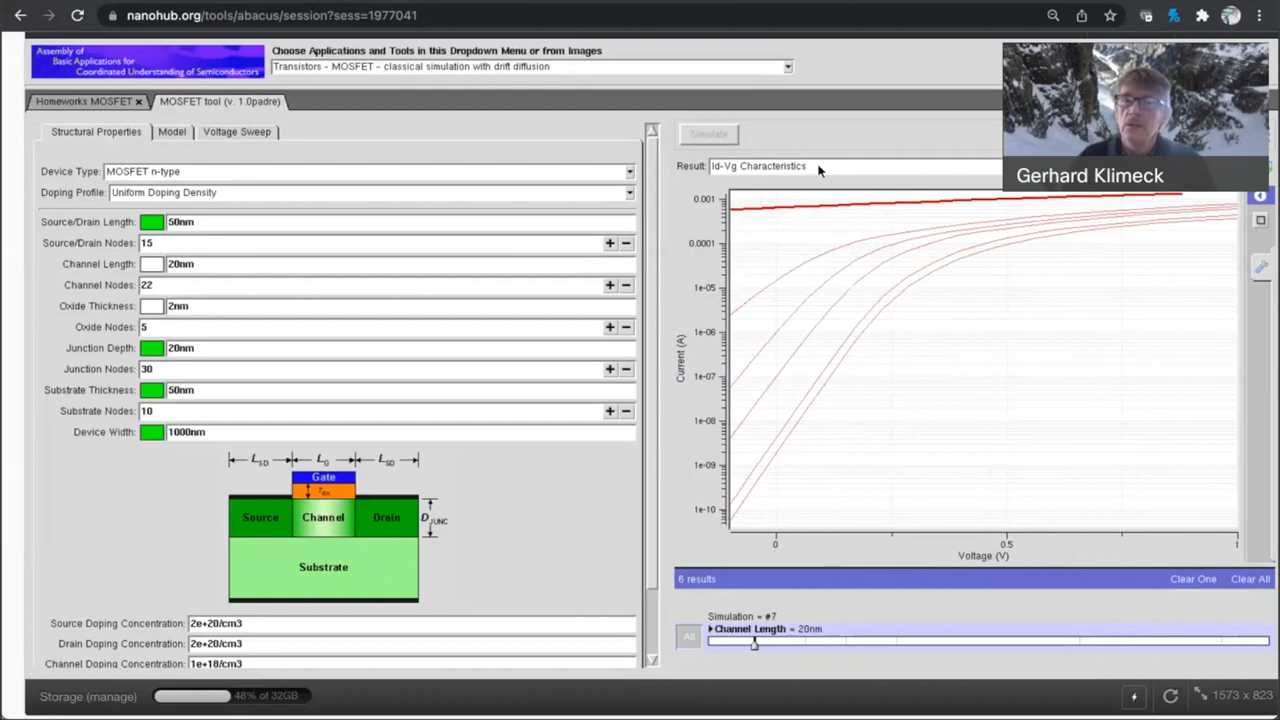 nanohub.org/tools/abacus/session?sess=1977041
Assembly of
Basic Applications for
Coordinated Understanding of Semiconductors
Choose Applications and Tools in this Dropdown Menu or from Images
Transistors - MOSFET - classical simulation with drift diffusion
Homeworks MOSFET × MOSFET tool (v. 1.0padre)
Structural Properties Model Voltage Sweep
Simulate
Device Type: MOSFET n-type
Result: Id-Vg Characteristics
Gerhard Klimeck
Doping Profile: Uniform Doping Density
Source/Drain Length: 50nm
Source/Drain Nodes: 15
Channel Length: 20nm
Channel Nodes: 22
Oxide Thickness: 2nm
Oxide Nodes: 5
Junction Depth: 20nm
Junction Nodes: 30
Substrate Thickness: 50nm
Substrate Nodes: 10
Device Width: 1000nm
LSD LG LSD
Gate
Tox
Source Channel Drain DJUNC
Substrate
Source Doping Concentration: 2e+20/cm3
Drain Doping Concentration: 2e+20/cm3
Channel Doping Concentration: 1e+18/cm3
0.001
0.0001
1e-05
1e-06
1e-07
1e-08
1e-09
1e-10
Current (A)
0 0.5 1
Voltage (V)
6 results Clear One Clear All
Simulation = #7
All Channel Length = 20nm
Storage (manage) 48% of 32GB 1573 x 823